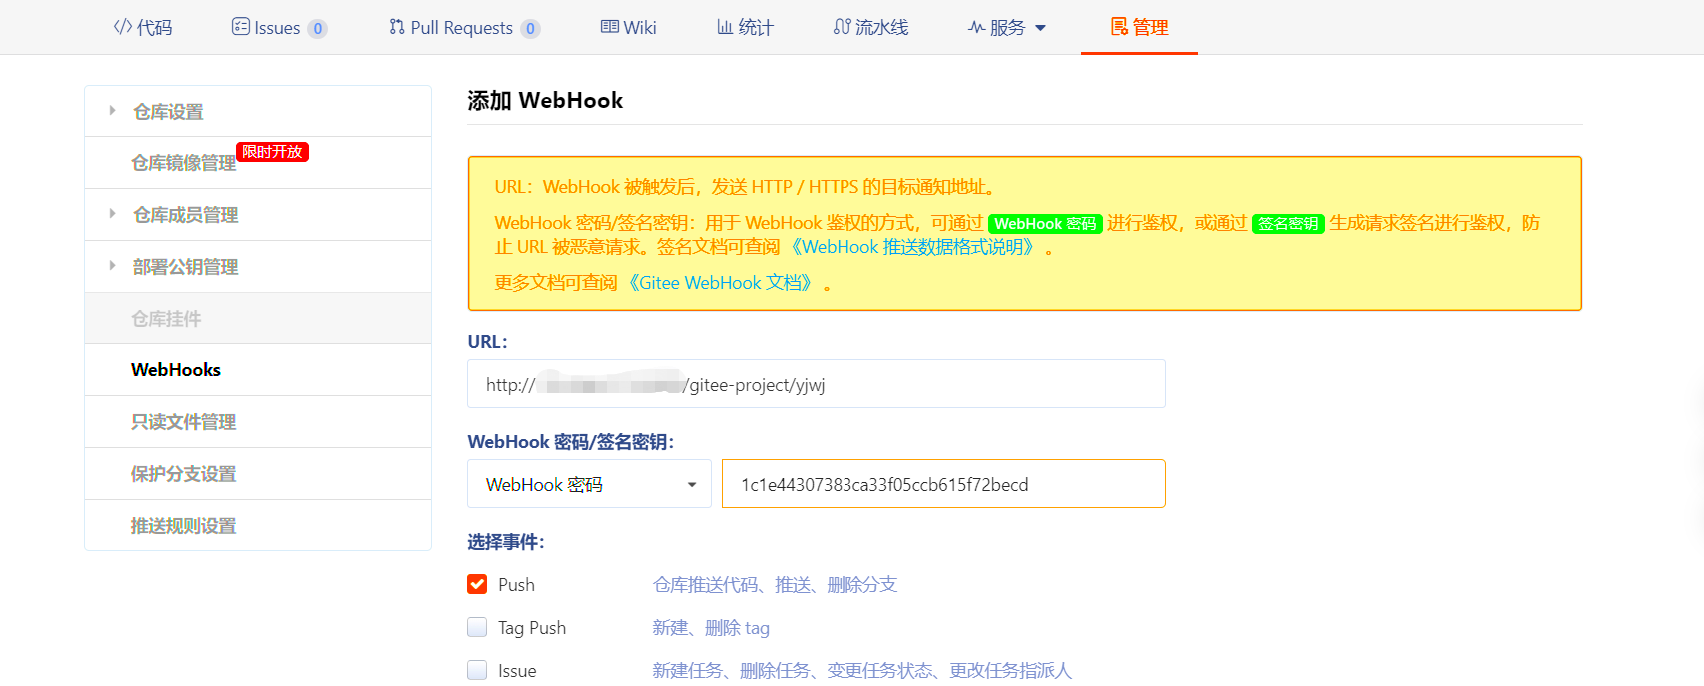 代码 Issues 0 Pull Requests 0 Wiki 统计 流水线 服务 管理
仓库设置
仓库镜像管理 限时开放
仓库成员管理
部署公钥管理
仓库挂件
WebHooks
只读文件管理
保护分支设置
推送规则设置
添加 WebHook
URL：WebHook 被触发后，发送 HTTP / HTTPS 的目标通知地址。
WebHook 密码/签名密钥：用于 WebHook 鉴权的方式，可通过 WebHook 密码 进行鉴权，或通过 签名密钥 生成请求签名进行鉴权，防
止 URL 被恶意请求。签名文档可查阅 《WebHook 推送数据格式说明》 。
更多文档可查阅 《Gitee WebHook 文档》 。
URL：
http:// /gitee-project/yjwj
WebHook 密码/签名密钥：
WebHook 密码 1c1e44307383ca33f05ccb615f72becd
选择事件：
Push 仓库推送代码、推送、删除分支
Tag Push 新建、删除 tag
Issue 新建任务、删除任务、变更任务状态、更改任务指派人